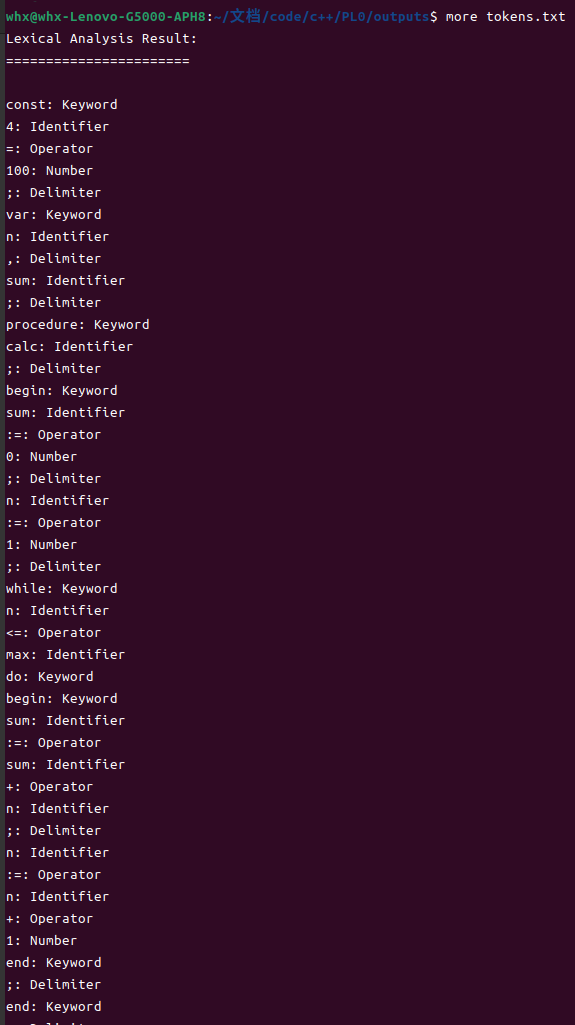 whx@whx-Lenovo-G5000-APH8:~/文档/code/c++/PL0/outputs$ more tokens.txt
Lexical Analysis Result:
=======================
const: Keyword
4: Identifier
=: Operator
100: Number
;: Delimiter
var: Keyword
n: Identifier
,: Delimiter
sum: Identifier
;: Delimiter
procedure: Keyword
calc: Identifier
;: Delimiter
begin: Keyword
sum: Identifier
:=: Operator
0: Number
;: Delimiter
n: Identifier
:=: Operator
1: Number
;: Delimiter
while: Keyword
n: Identifier
<=: Operator
max: Identifier
do: Keyword
begin: Keyword
sum: Identifier
:=: Operator
sum: Identifier
+: Operator
n: Identifier
;: Delimiter
n: Identifier
:=: Operator
n: Identifier
+: Operator
1: Number
end: Keyword
;: Delimiter
end: Keyword